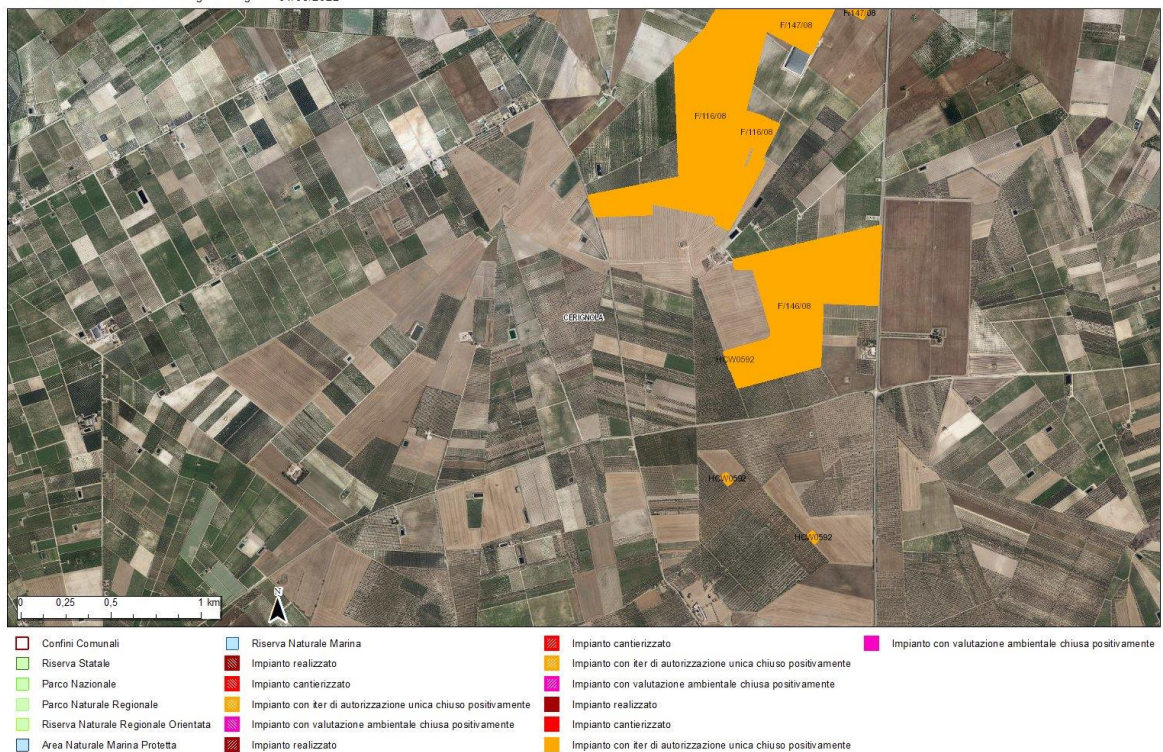 F/147/08
F/147/08
F/116/08
F/116/08
F/146/08
CERIGNOLA
HCW0592
HCW0592
HCW0592
0 0,25 0,5 1 km
N
Confini Comunali
Riserva Statale
Parco Nazionale
Parco Naturale Regionale
Riserva Naturale Regionale Orientata
Area Naturale Marina Protetta
Riserva Naturale Marina
Impianto realizzato
Impianto cantierizzato
Impianto con iter di autorizzazione unica chiuso positivamente
Impianto con valutazione ambientale chiusa positivamente
Impianto realizzato
Impianto cantierizzato
Impianto con iter di autorizzazione unica chiuso positivamente
Impianto con valutazione ambientale chiusa positivamente
Impianto realizzato
Impianto cantierizzato
Impianto con iter di autorizzazione unica chiuso positivamente
Impianto con valutazione ambientale chiusa positivamente